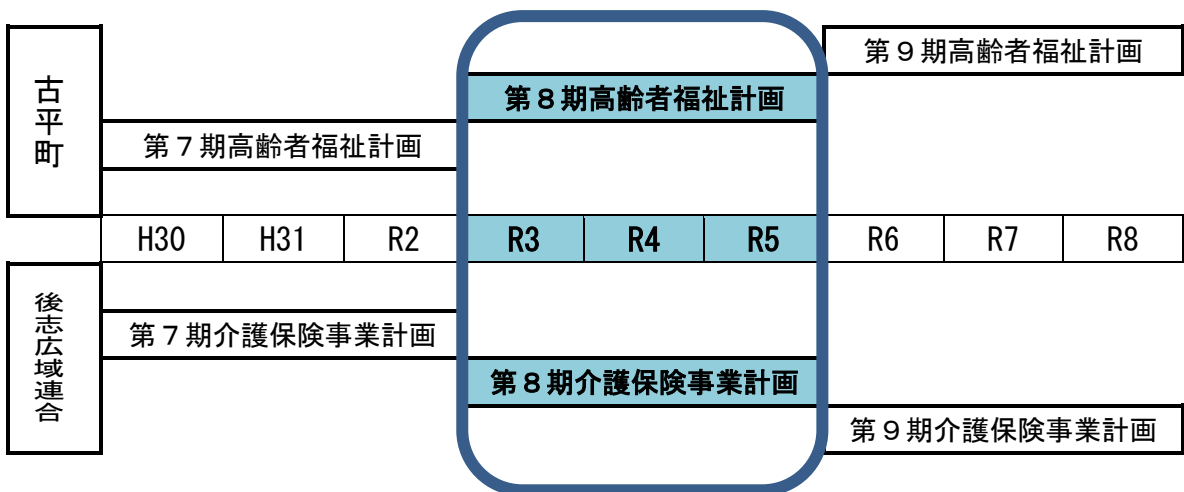 古平町
第９期高齢者福祉計画
第８期高齢者福祉計画
第７期高齢者福祉計画
H30 H31 R2 R3 R4 R5 R6 R7 R8
後志広域連合
第７期介護保険事業計画
第８期介護保険事業計画
第９期介護保険事業計画